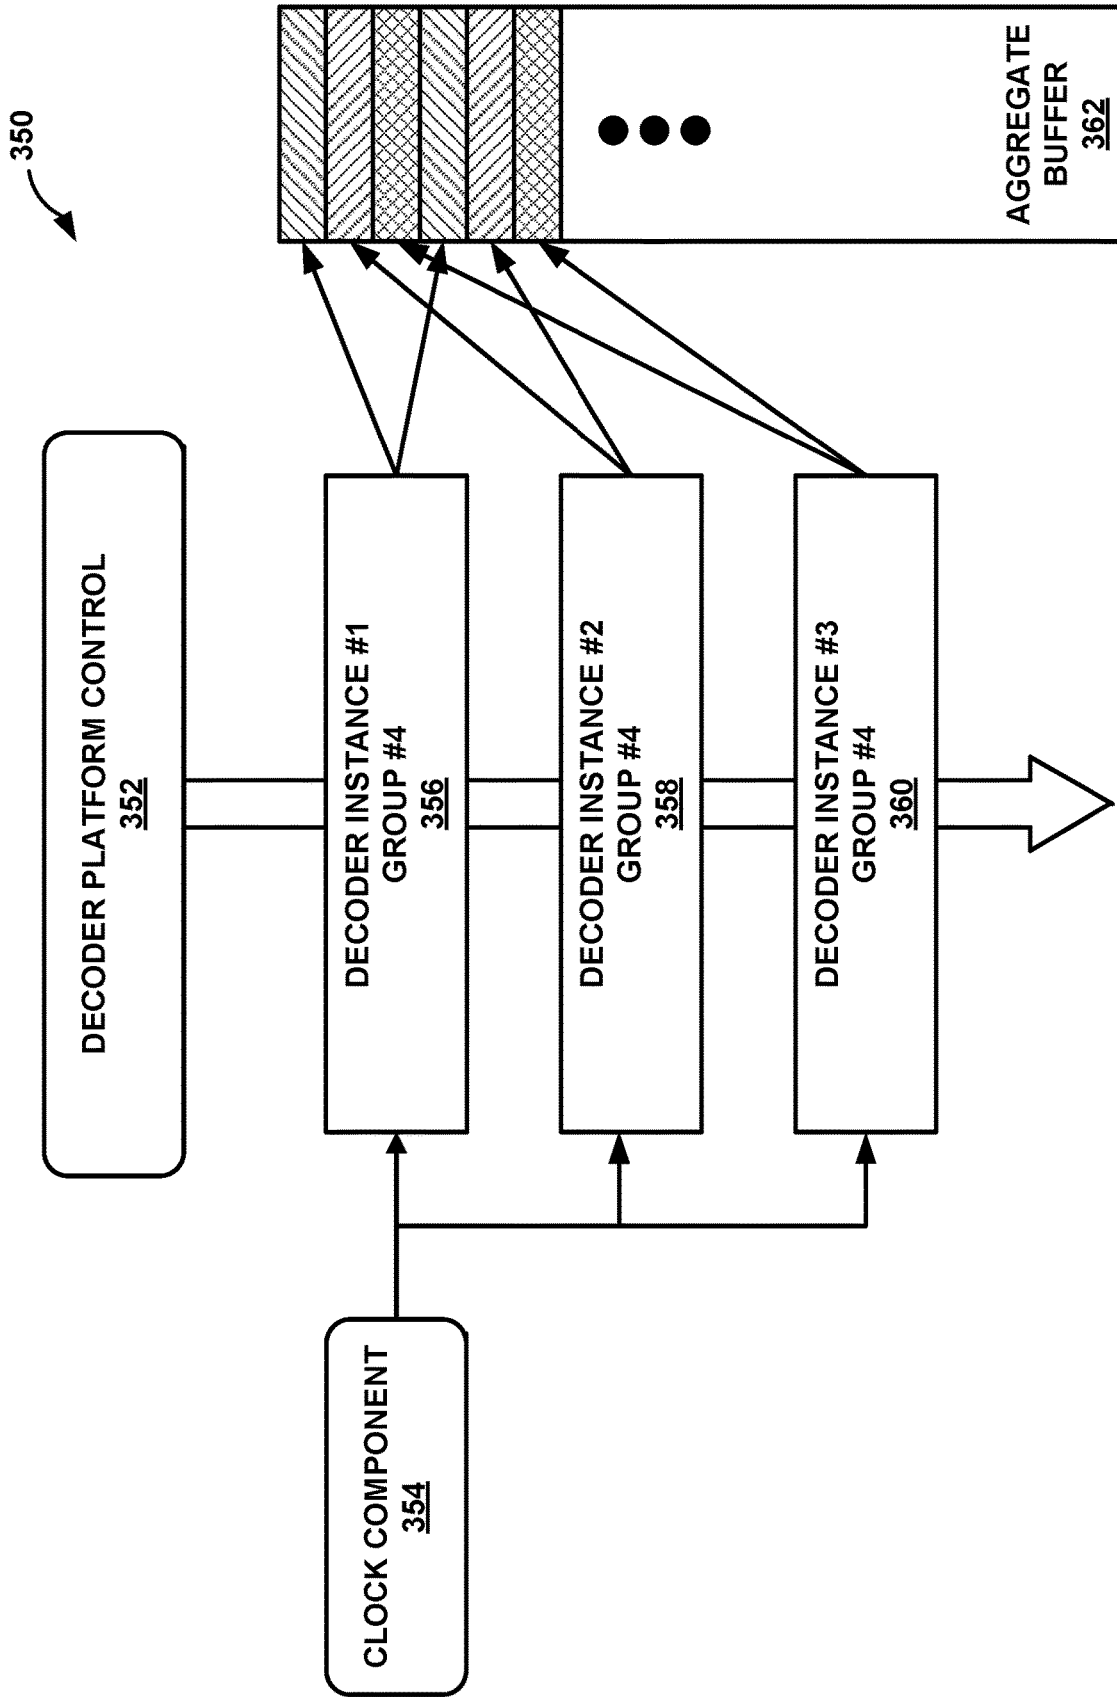 350
DECODER PLATFORM CONTROL
352
CLOCK COMPONENT
354
DECODER INSTANCE #1
GROUP #4
356
DECODER INSTANCE #2
GROUP #4
358
DECODER INSTANCE #3
GROUP #4
360
AGGREGATE
BUFFER
362